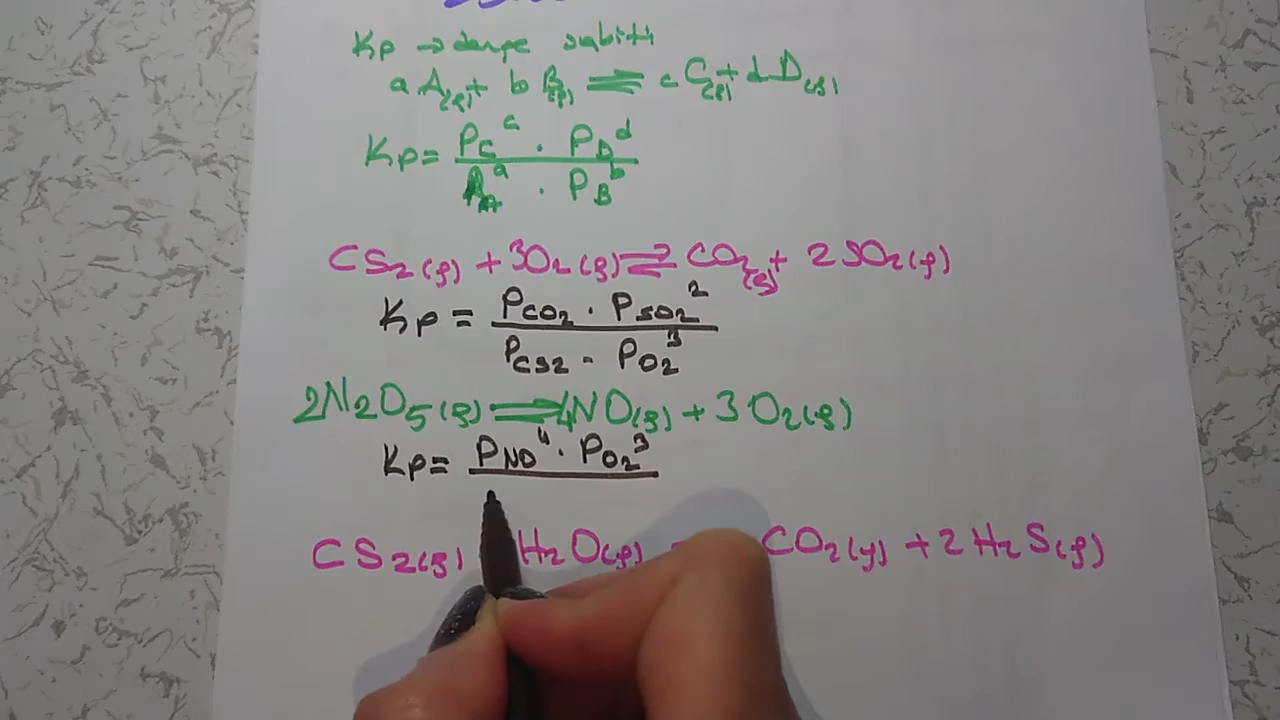 Kp → denge sabiti
a A(g) + b B(g) ⇌ c C(g) + d D(g)
Kp = PC^c . PD^d / PA^a . PB^b
CS2(g) + 3O2(g) ⇌ CO2(g) + 2SO2(g)
Kp = PCO2 . PSO2^2 / PCS2 . PO2^3
2N2O5(g) ⇌ 4NO(g) + 3O2(g)
Kp = PNO^4 . PO2^3
CS2(g) H2O(g) CO2(g) + 2H2S(g)